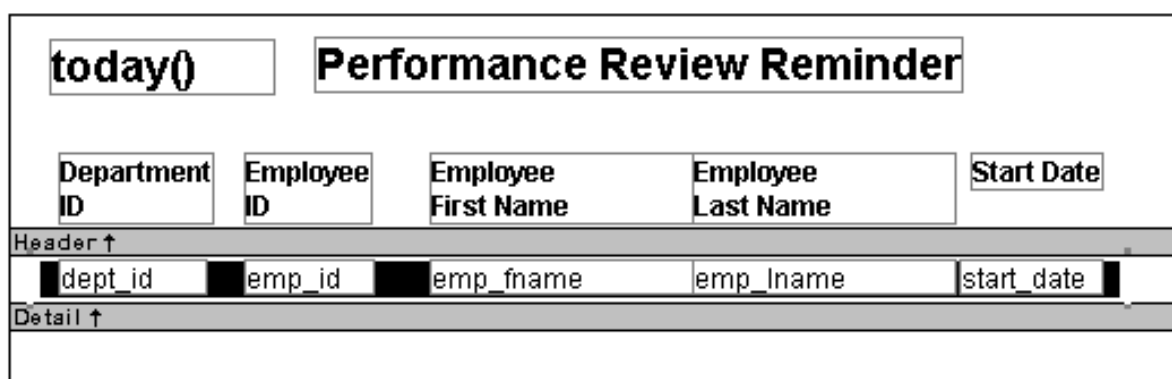 today() Performance Review Reminder
Department Employee Employee Employee Start Date
ID ID First Name Last Name
Header ↑
dept_id emp_id emp_fname emp_lname start_date
Detail ↑